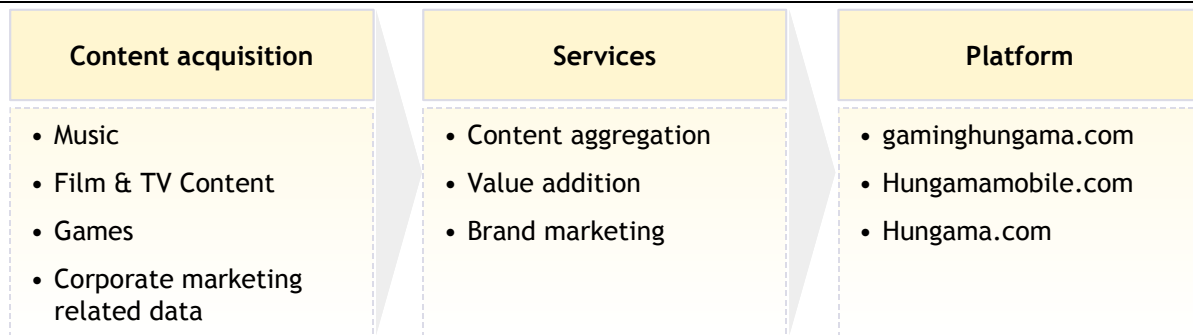 Content acquisition
• Music
• Film & TV Content
• Games
• Corporate marketing
related data
Services
• Content aggregation
• Value addition
• Brand marketing
Platform
• gaminghungama.com
• Hungamamobile.com
• Hungama.com